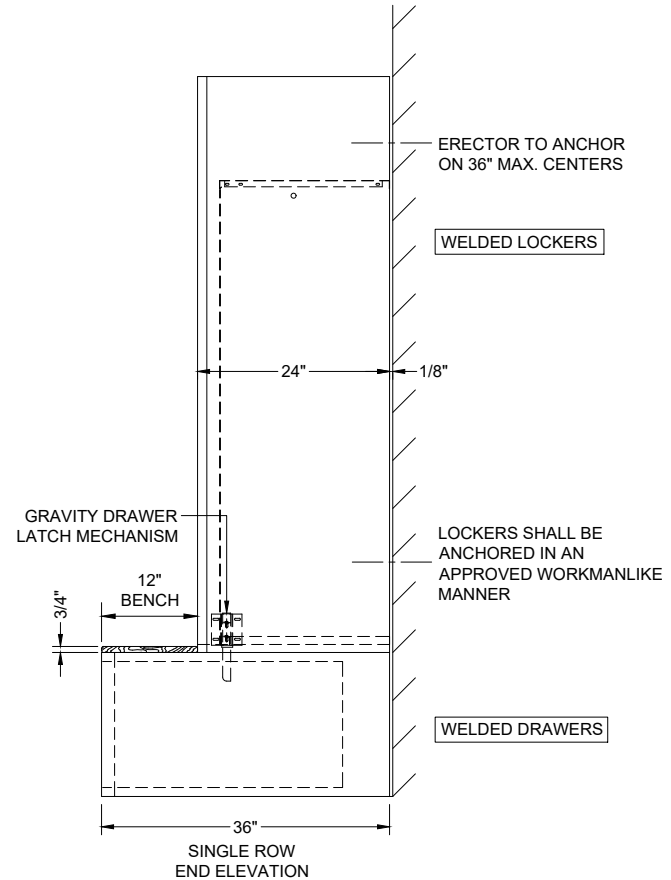 ERECTOR TO ANCHOR
ON 36" MAX. CENTERS
WELDED LOCKERS
24"
1/8"
GRAVITY DRAWER
LATCH MECHANISM
LOCKERS SHALL BE
ANCHORED IN AN
APPROVED WORKMANLIKE
MANNER
12"
BENCH
3/4"
WELDED DRAWERS
36"
SINGLE ROW
END ELEVATION